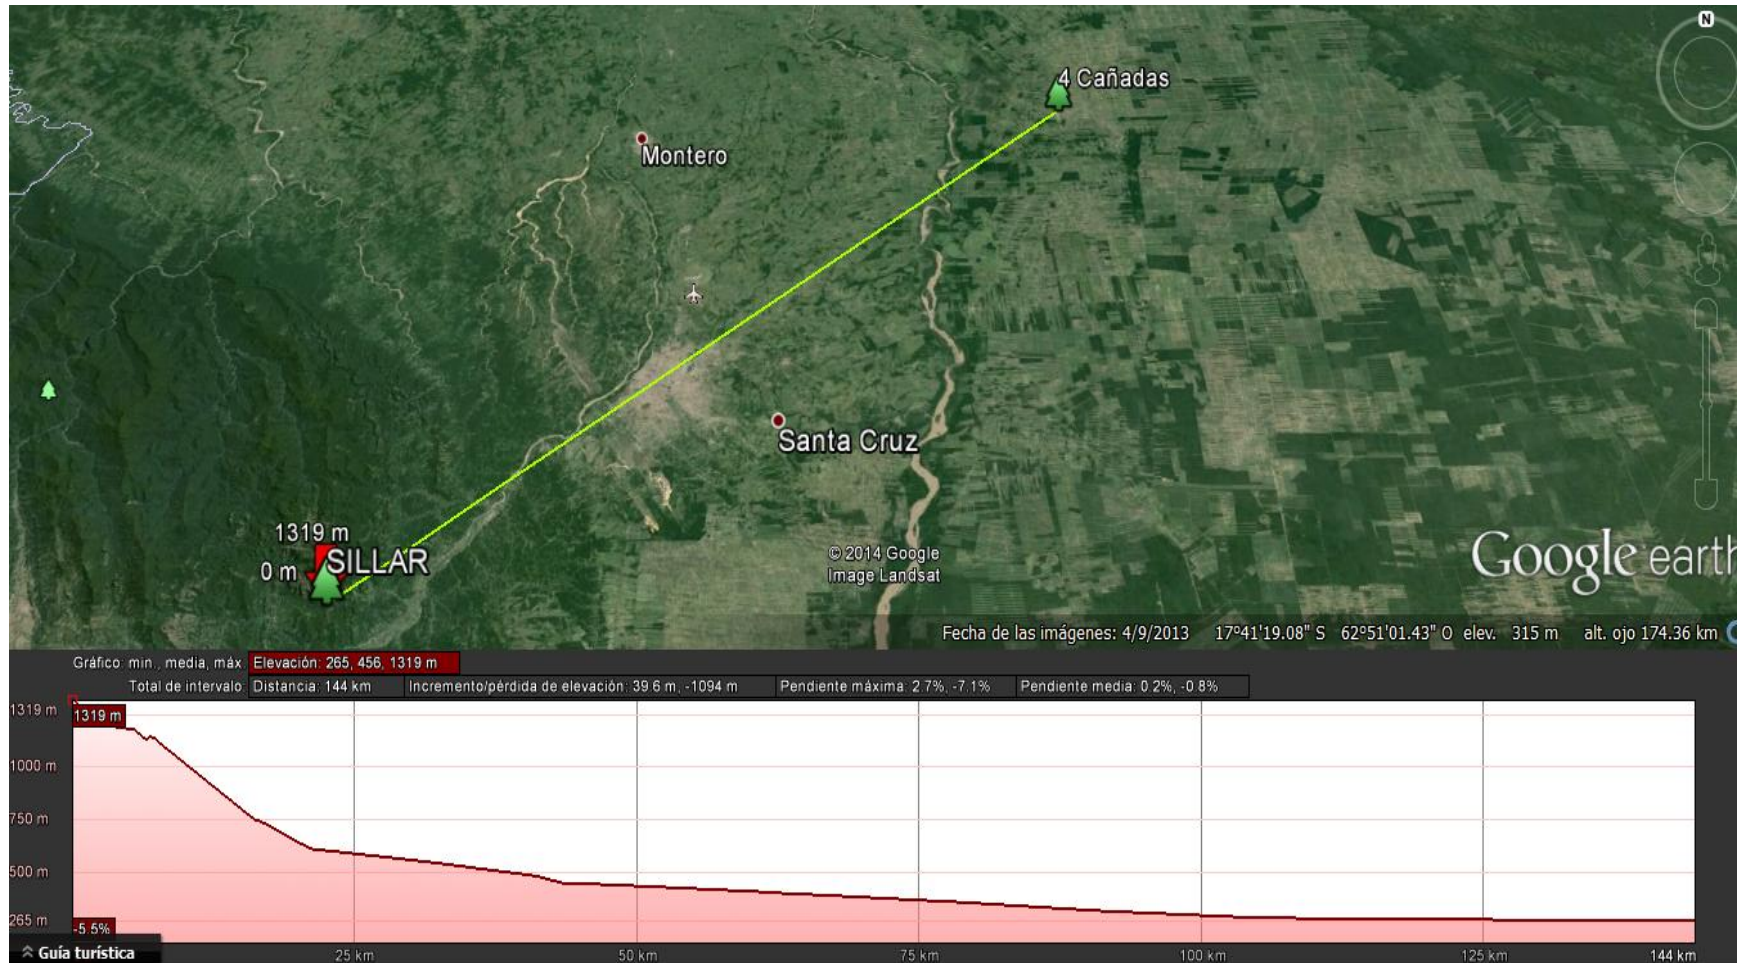 N
4 Cañadas
Montero
Santa Cruz
1319 m
SILLAR
0 m
© 2014 Google
Image Landsat
Google earth
Fecha de las imágenes: 4/9/2013 17°41'19.08" S 62°51'01.43" O elev. 315 m alt. ojo 174.36 km
Gráfico: min., media, máx. Elevación: 265, 456, 1319 m
Total de intervalo: Distancia: 144 km Incremento/pérdida de elevación: 39.6 m, -1094 m Pendiente máxima: 2.7%, -7.1% Pendiente media: 0.2%, -0.8%
1319 m
1319 m
1000 m
750 m
500 m
265 m
-5.5%
Guía turística
25 km 50 km 75 km 100 km 125 km 144 km